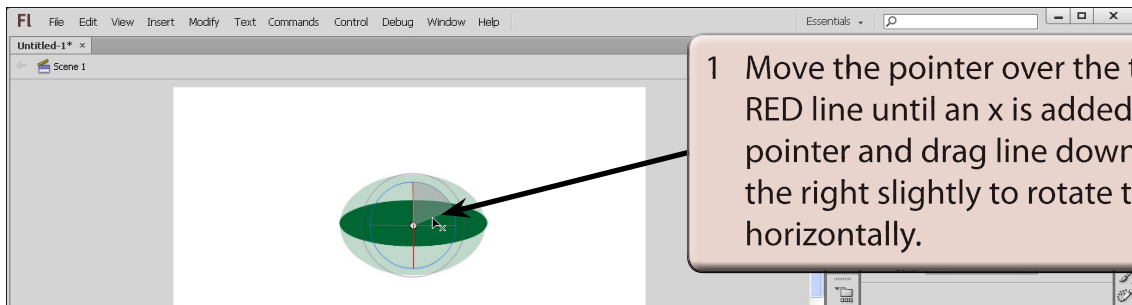 Fl File Edit View Insert Modify Text Commands Control Debug Window Help Essentials
Untitled-1* ×
Scene 1
1 Move the pointer over the
RED line until an x is added
pointer and drag line down
the right slightly to rotate
horizontally.